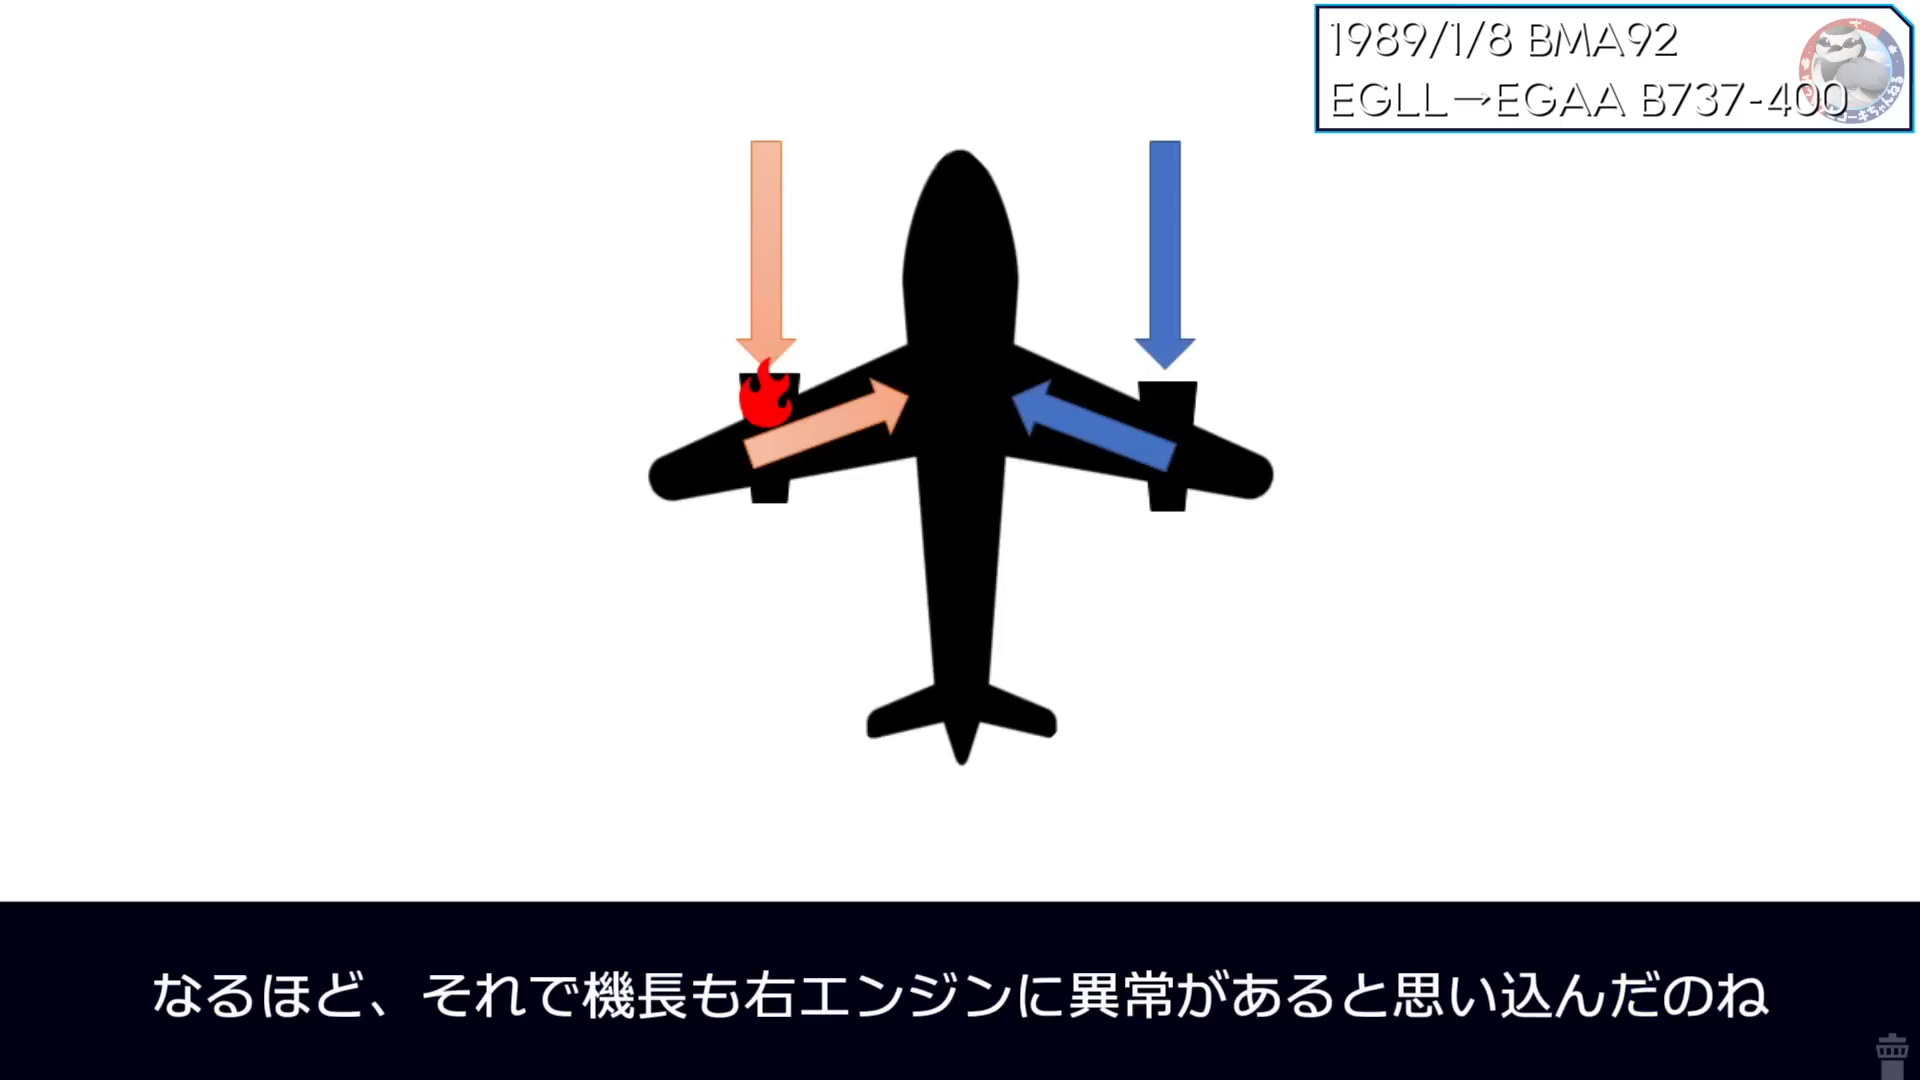 1989/1/8 BMA92
EGLL→EGAA B737-400
なるほど、それで機長も右エンジンに異常があると思い込んだのね